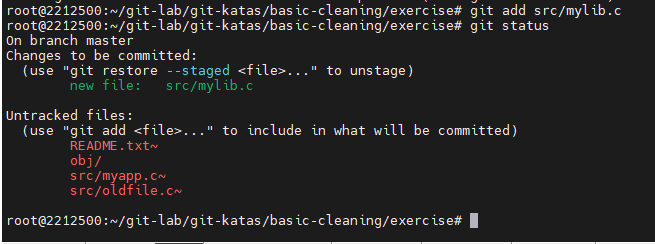 root@2212500:~/git-lab/git-katas/basic-cleaning/exercise# git add src/mylib.c
root@2212500:~/git-lab/git-katas/basic-cleaning/exercise# git status
On branch master
Changes to be committed:
  (use "git restore --staged <file>..." to unstage)
        new file:   src/mylib.c

Untracked files:
  (use "git add <file>..." to include in what will be committed)
        README.txt~
        obj/
        src/myapp.c~
        src/oldfile.c~

root@2212500:~/git-lab/git-katas/basic-cleaning/exercise#